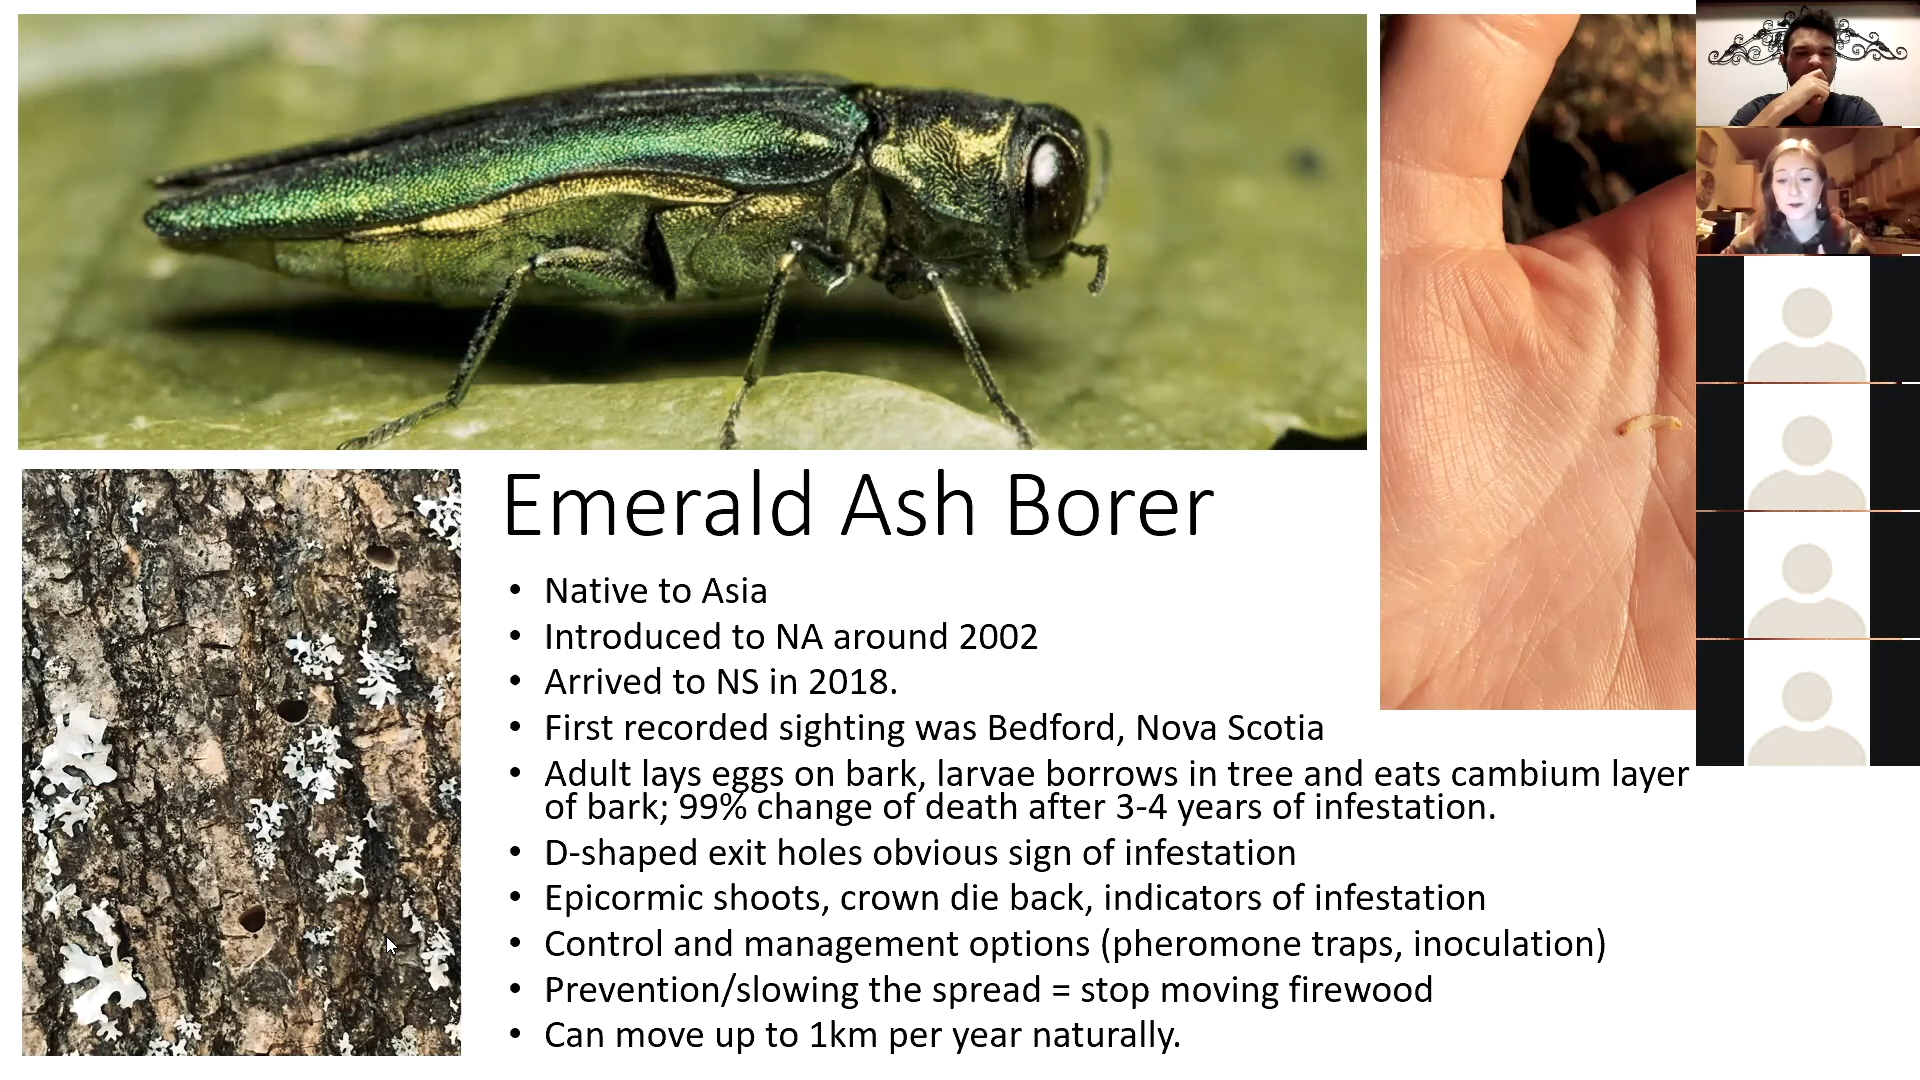 Emerald Ash Borer
• Native to Asia
• Introduced to NA around 2002
• Arrived to NS in 2018.
• First recorded sighting was Bedford, Nova Scotia
• Adult lays eggs on bark, larvae borrows in tree and eats cambium layer
of bark; 99% change of death after 3-4 years of infestation.
• D-shaped exit holes obvious sign of infestation
• Epicormic shoots, crown die back, indicators of infestation
• Control and management options (pheromone traps, inoculation)
• Prevention/slowing the spread = stop moving firewood
• Can move up to 1km per year naturally.